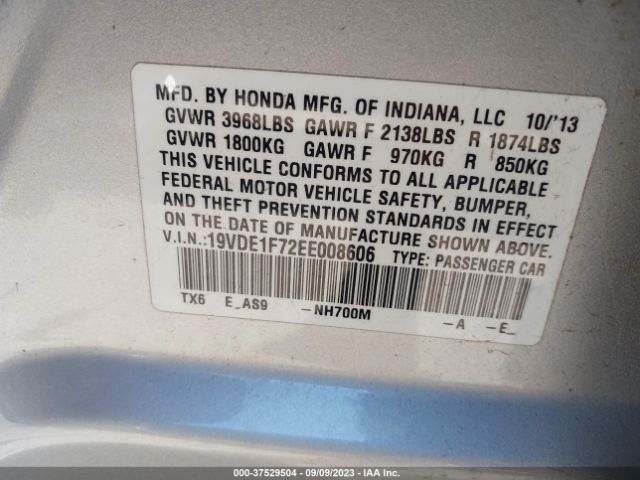 MFD. BY HONDA MFG. OF INDIANA, LLC 10/'13
GVWR 3968LBS GAWR F 2138LBS R 1874LBS
GVWR 1800KG GAWR F 970KG R 850KG
THIS VEHICLE CONFORMS TO ALL APPLICABLE
FEDERAL MOTOR VEHICLE SAFETY, BUMPER,
AND THEFT PREVENTION STANDARDS IN EFFECT
ON THE DATE OF MANUFACTURE SHOWN ABOVE.
V.I.N.:19VDE1F72EE008606 TYPE: PASSENGER CAR
TX6 E_AS9 -NH700M -A -E_
000-37529504 - 09/09/2023 - IAA Inc.